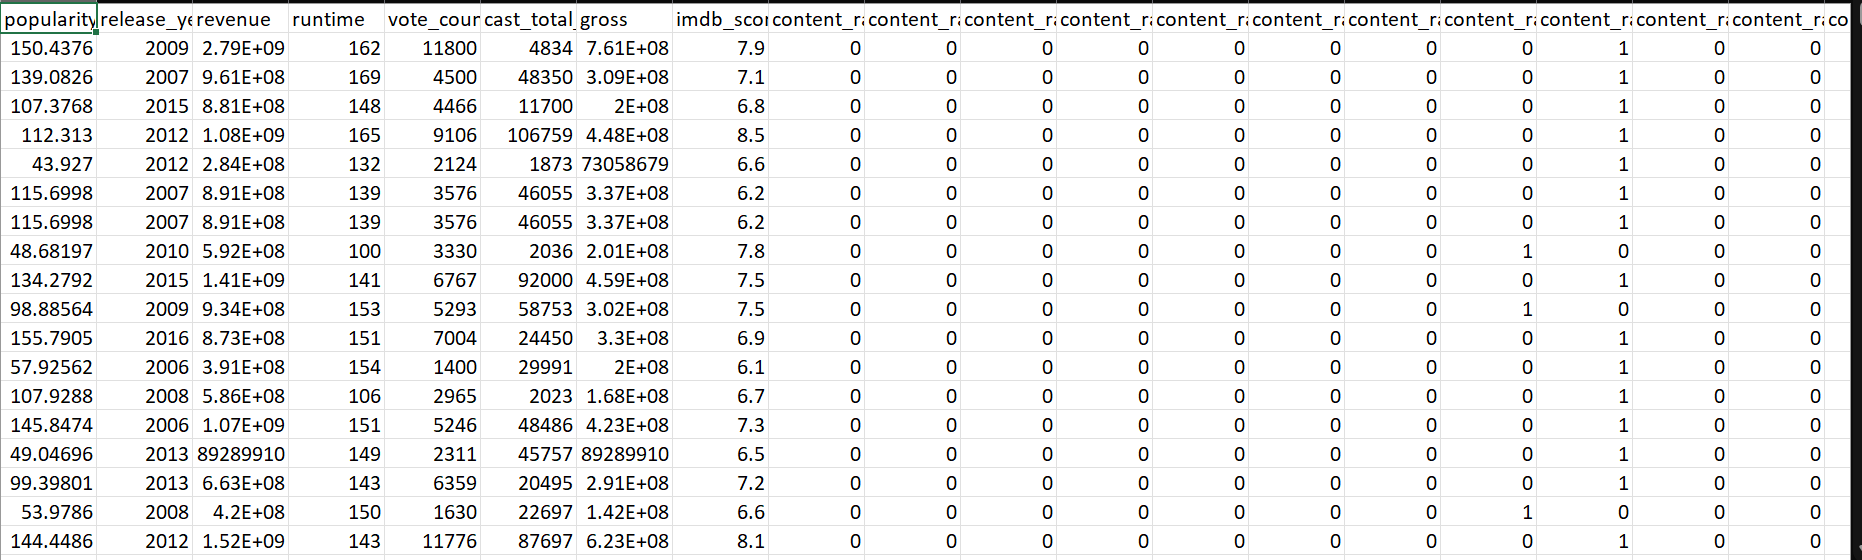 popularity release_ye revenue runtime vote_coun cast_total_ gross imdb_scor content_ra content_ra content_ra content_ra content_ra content_ra content_ra content_ra content_ra content_ra content_ra co
150.4376 2009 2.79E+09 162 11800 4834 7.61E+08 7.9 0 0 0 0 0 0 0 0 1 0 0
139.0826 2007 9.61E+08 169 4500 48350 3.09E+08 7.1 0 0 0 0 0 0 0 0 1 0 0
107.3768 2015 8.81E+08 148 4466 11700 2E+08 6.8 0 0 0 0 0 0 0 0 1 0 0
112.313 2012 1.08E+09 165 9106 106759 4.48E+08 8.5 0 0 0 0 0 0 0 0 1 0 0
43.927 2012 2.84E+08 132 2124 1873 73058679 6.6 0 0 0 0 0 0 0 0 1 0 0
115.6998 2007 8.91E+08 139 3576 46055 3.37E+08 6.2 0 0 0 0 0 0 0 0 1 0 0
115.6998 2007 8.91E+08 139 3576 46055 3.37E+08 6.2 0 0 0 0 0 0 0 0 1 0 0
48.68197 2010 5.92E+08 100 3330 2036 2.01E+08 7.8 0 0 0 0 0 0 0 1 0 0 0
134.2792 2015 1.41E+09 141 6767 92000 4.59E+08 7.5 0 0 0 0 0 0 0 0 1 0 0
98.88564 2009 9.34E+08 153 5293 58753 3.02E+08 7.5 0 0 0 0 0 0 0 1 0 0 0
155.7905 2016 8.73E+08 151 7004 24450 3.3E+08 6.9 0 0 0 0 0 0 0 0 1 0 0
57.92562 2006 3.91E+08 154 1400 29991 2E+08 6.1 0 0 0 0 0 0 0 0 1 0 0
107.9288 2008 5.86E+08 106 2965 2023 1.68E+08 6.7 0 0 0 0 0 0 0 0 1 0 0
145.8474 2006 1.07E+09 151 5246 48486 4.23E+08 7.3 0 0 0 0 0 0 0 0 1 0 0
49.04696 2013 89289910 149 2311 45757 89289910 6.5 0 0 0 0 0 0 0 0 1 0 0
99.39801 2013 6.63E+08 143 6359 20495 2.91E+08 7.2 0 0 0 0 0 0 0 0 1 0 0
53.9786 2008 4.2E+08 150 1630 22697 1.42E+08 6.6 0 0 0 0 0 0 0 1 0 0 0
144.4486 2012 1.52E+09 143 11776 87697 6.23E+08 8.1 0 0 0 0 0 0 0 0 1 0 0